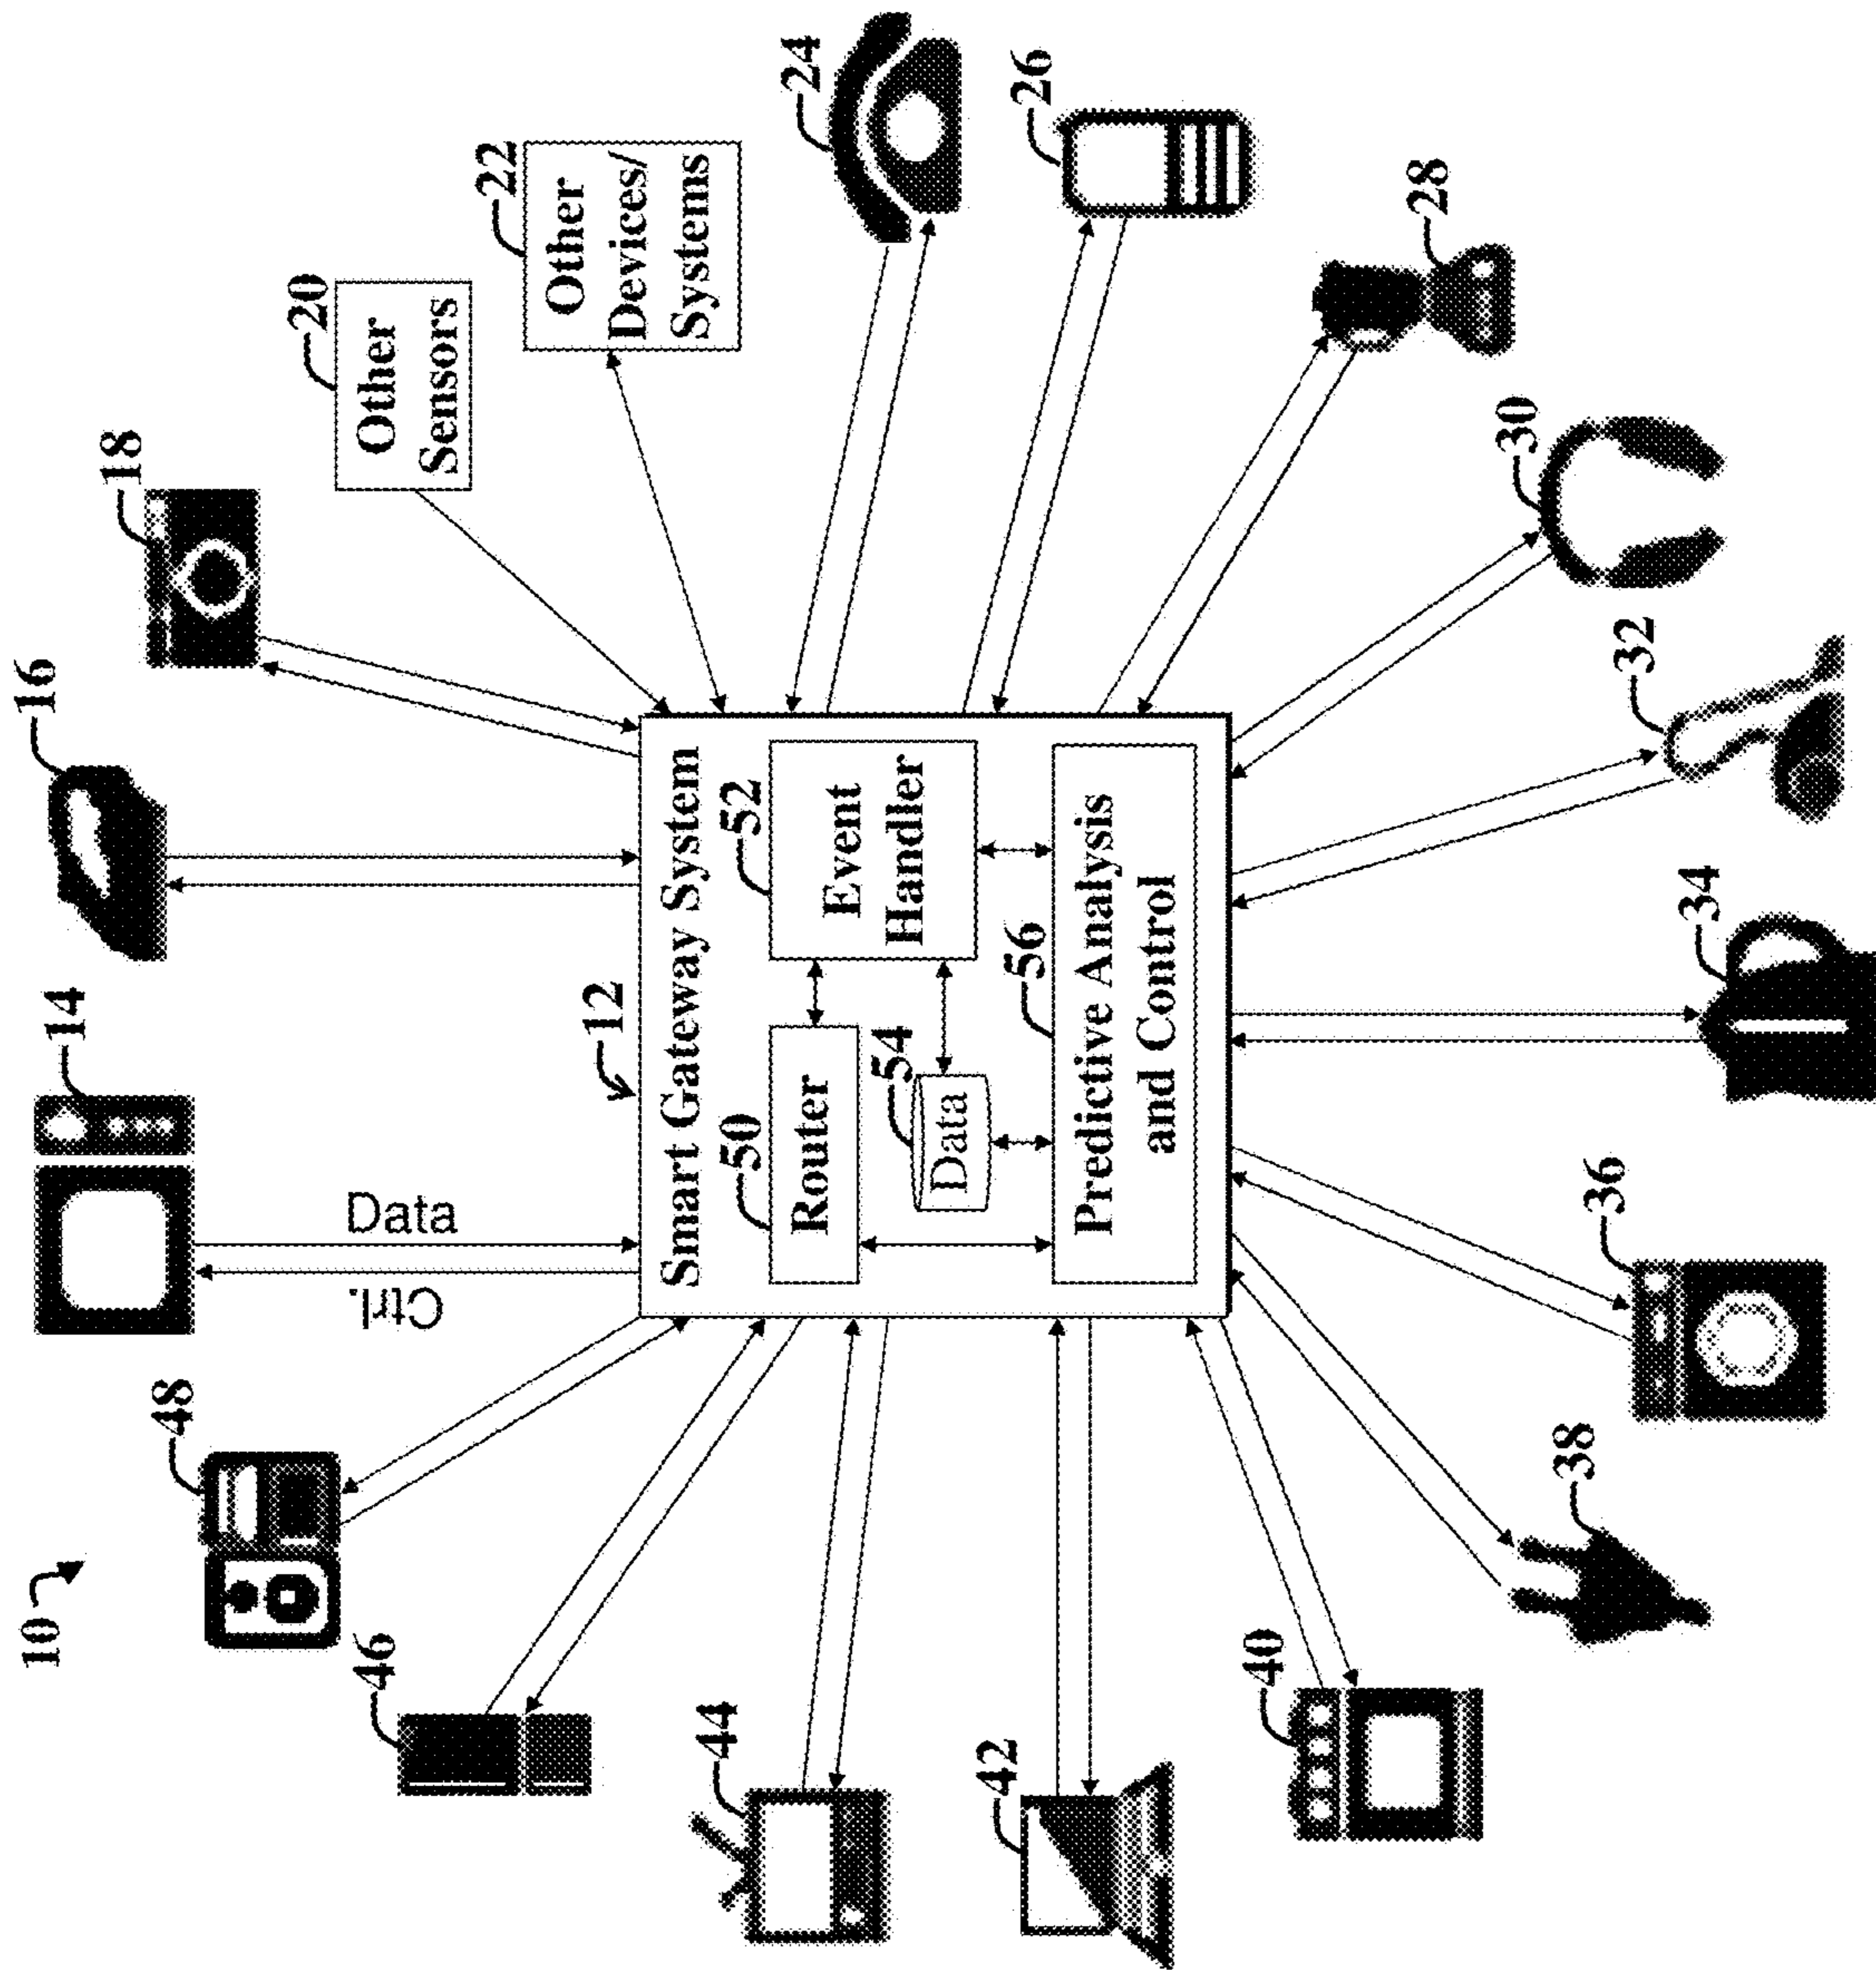 10
14
16
18
20
Other
Sensors
22
Other
Devices/
Systems
24
26
28
30
32
34
36
38
40
42
44
46
48
Ctrl.
Data
12
Smart Gateway System
50
Router
52
Event
Handler
54
Data
56
Predictive Analysis
and Control